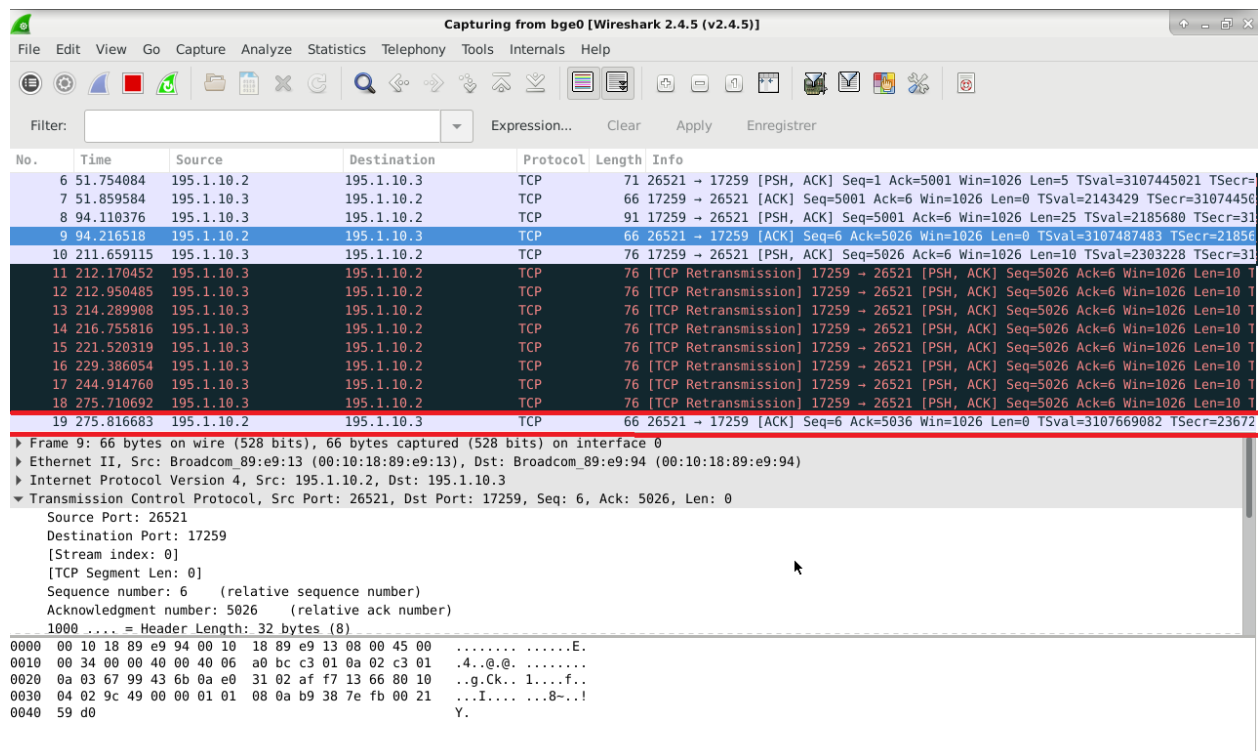 Capturing from bge0 [Wireshark 2.4.5 (v2.4.5)]
File Edit View Go Capture Analyze Statistics Telephony Tools Internals Help
Filter: Expression... Clear Apply Enregistrer
No. Time Source Destination Protocol Length Info
6 51.754084 195.1.10.2 195.1.10.3 TCP 71 26521 → 17259 [PSH, ACK] Seq=1 Ack=5001 Win=1026 Len=5 TSval=3107445021 TSecr=
7 51.859584 195.1.10.3 195.1.10.2 TCP 66 17259 → 26521 [ACK] Seq=5001 Ack=6 Win=1026 Len=0 TSval=2143429 TSecr=31074450
8 94.110376 195.1.10.3 195.1.10.2 TCP 91 17259 → 26521 [PSH, ACK] Seq=5001 Ack=6 Win=1026 Len=25 TSval=2185680 TSecr=31
9 94.216518 195.1.10.2 195.1.10.3 TCP 66 26521 → 17259 [ACK] Seq=6 Ack=5026 Win=1026 Len=0 TSval=3107487483 TSecr=21856
10 211.659115 195.1.10.3 195.1.10.2 TCP 76 17259 → 26521 [PSH, ACK] Seq=5026 Ack=6 Win=1026 Len=10 TSval=2303228 TSecr=31
11 212.170452 195.1.10.3 195.1.10.2 TCP 76 [TCP Retransmission] 17259 → 26521 [PSH, ACK] Seq=5026 Ack=6 Win=1026 Len=10 T
12 212.950485 195.1.10.3 195.1.10.2 TCP 76 [TCP Retransmission] 17259 → 26521 [PSH, ACK] Seq=5026 Ack=6 Win=1026 Len=10 T
13 214.289908 195.1.10.3 195.1.10.2 TCP 76 [TCP Retransmission] 17259 → 26521 [PSH, ACK] Seq=5026 Ack=6 Win=1026 Len=10 T
14 216.755816 195.1.10.3 195.1.10.2 TCP 76 [TCP Retransmission] 17259 → 26521 [PSH, ACK] Seq=5026 Ack=6 Win=1026 Len=10 T
15 221.520319 195.1.10.3 195.1.10.2 TCP 76 [TCP Retransmission] 17259 → 26521 [PSH, ACK] Seq=5026 Ack=6 Win=1026 Len=10 T
16 229.386054 195.1.10.3 195.1.10.2 TCP 76 [TCP Retransmission] 17259 → 26521 [PSH, ACK] Seq=5026 Ack=6 Win=1026 Len=10 T
17 244.914760 195.1.10.3 195.1.10.2 TCP 76 [TCP Retransmission] 17259 → 26521 [PSH, ACK] Seq=5026 Ack=6 Win=1026 Len=10 T
18 275.710692 195.1.10.3 195.1.10.2 TCP 76 [TCP Retransmission] 17259 → 26521 [PSH, ACK] Seq=5026 Ack=6 Win=1026 Len=10 T
19 275.816683 195.1.10.2 195.1.10.3 TCP 66 26521 → 17259 [ACK] Seq=6 Ack=5036 Win=1026 Len=0 TSval=3107669082 TSecr=23672
Frame 9: 66 bytes on wire (528 bits), 66 bytes captured (528 bits) on interface 0
Ethernet II, Src: Broadcom_89:e9:13 (00:10:18:89:e9:13), Dst: Broadcom_89:e9:94 (00:10:18:89:e9:94)
Internet Protocol Version 4, Src: 195.1.10.2, Dst: 195.1.10.3
Transmission Control Protocol, Src Port: 26521, Dst Port: 17259, Seq: 6, Ack: 5026, Len: 0
Source Port: 26521
Destination Port: 17259
[Stream index: 0]
[TCP Segment Len: 0]
Sequence number: 6 (relative sequence number)
Acknowledgment number: 5026 (relative ack number)
1000 .... = Header Length: 32 bytes (8)
0000 00 10 18 89 e9 94 00 10 18 89 e9 13 08 00 45 00 ........ ......E.
0010 00 34 00 00 40 00 40 06 a0 bc c3 01 0a 02 c3 01 .4..@.@. ........
0020 0a 03 67 99 43 6b 0a e0 31 02 af f7 13 66 80 10 ..g.Ck.. 1....f..
0030 04 02 9c 49 00 00 01 01 08 0a b9 38 7e fb 00 21 ...I.... ...8~..!
0040 59 d0 Y.